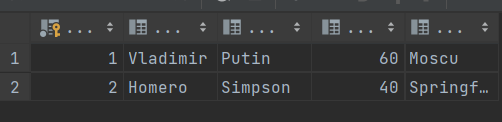 ... ... ... ... ...
1 1 Vladimir Putin 60 Moscu
2 2 Homero Simpson 40 Springf…